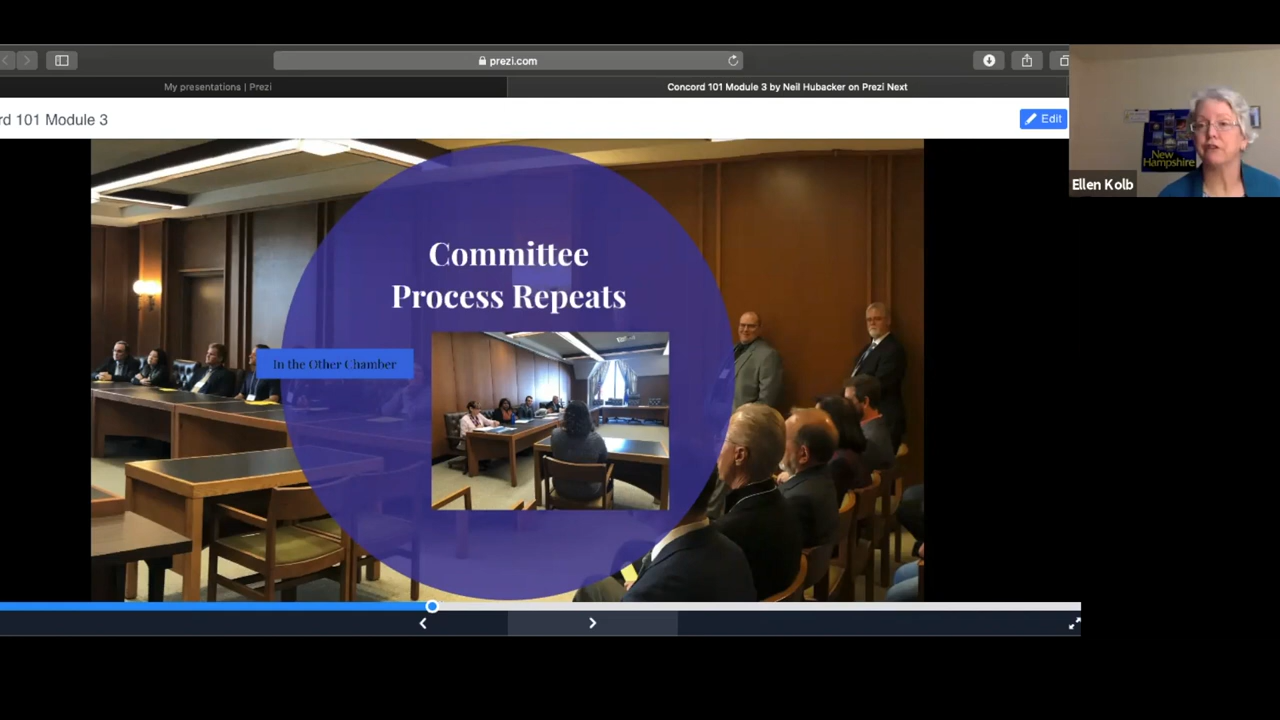 prezi.com
My presentations | Prezi
Concord 101 Module 3 by Neil Hubacker on Prezi Next
rd 101 Module 3
Edit
New
Hampshire
Ellen Kolb
Committee
Process Repeats
In the Other Chamber